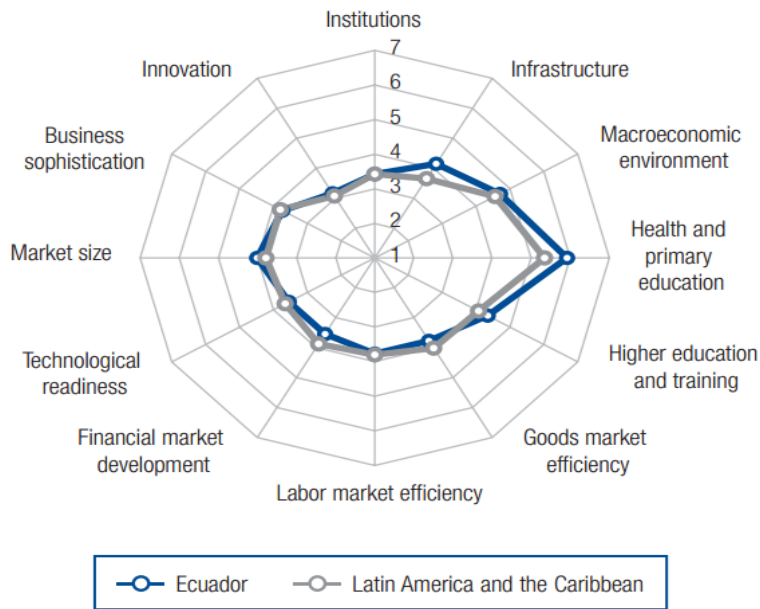 Institutions
7
6
5
4
3
2
1
Infrastructure
Macroeconomic
environment
Health and
primary
education
Higher education
and training
Goods market
efficiency
Labor market efficiency
Financial market
development
Technological
readiness
Market size
Business
sophistication
Innovation
Ecuador
Latin America and the Caribbean